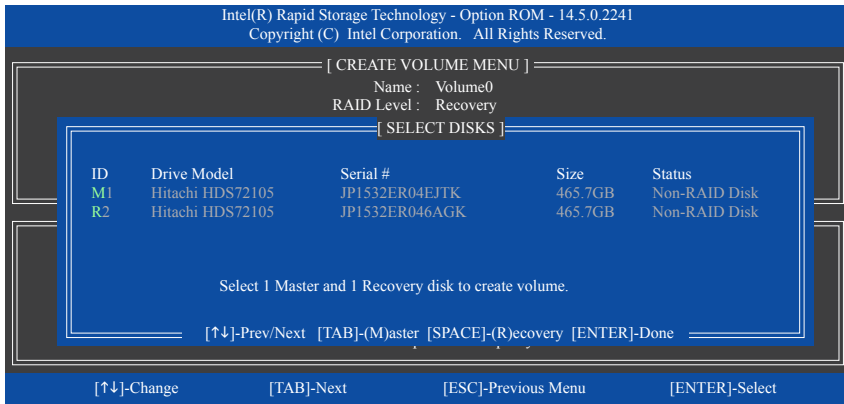 Intel(R) Rapid Storage Technology - Option ROM - 14.5.0.2241
Copyright (C) Intel Corporation. All Rights Reserved.
[ CREATE VOLUME MENU ]
Name : Volume0
RAID Level : Recovery
[ SELECT DISKS ]
ID Drive Model Serial # Size Status
M1 Hitachi HDS72105 JP1532ER04EJTK 465.7GB Non-RAID Disk
R2 Hitachi HDS72105 JP1532ER046AGK 465.7GB Non-RAID Disk
Select 1 Master and 1 Recovery disk to create volume.
[↑↓]-Prev/Next [TAB]-(M)aster [SPACE]-(R)ecovery [ENTER]-Done
[↑↓]-Change [TAB]-Next [ESC]-Previous Menu [ENTER]-Select